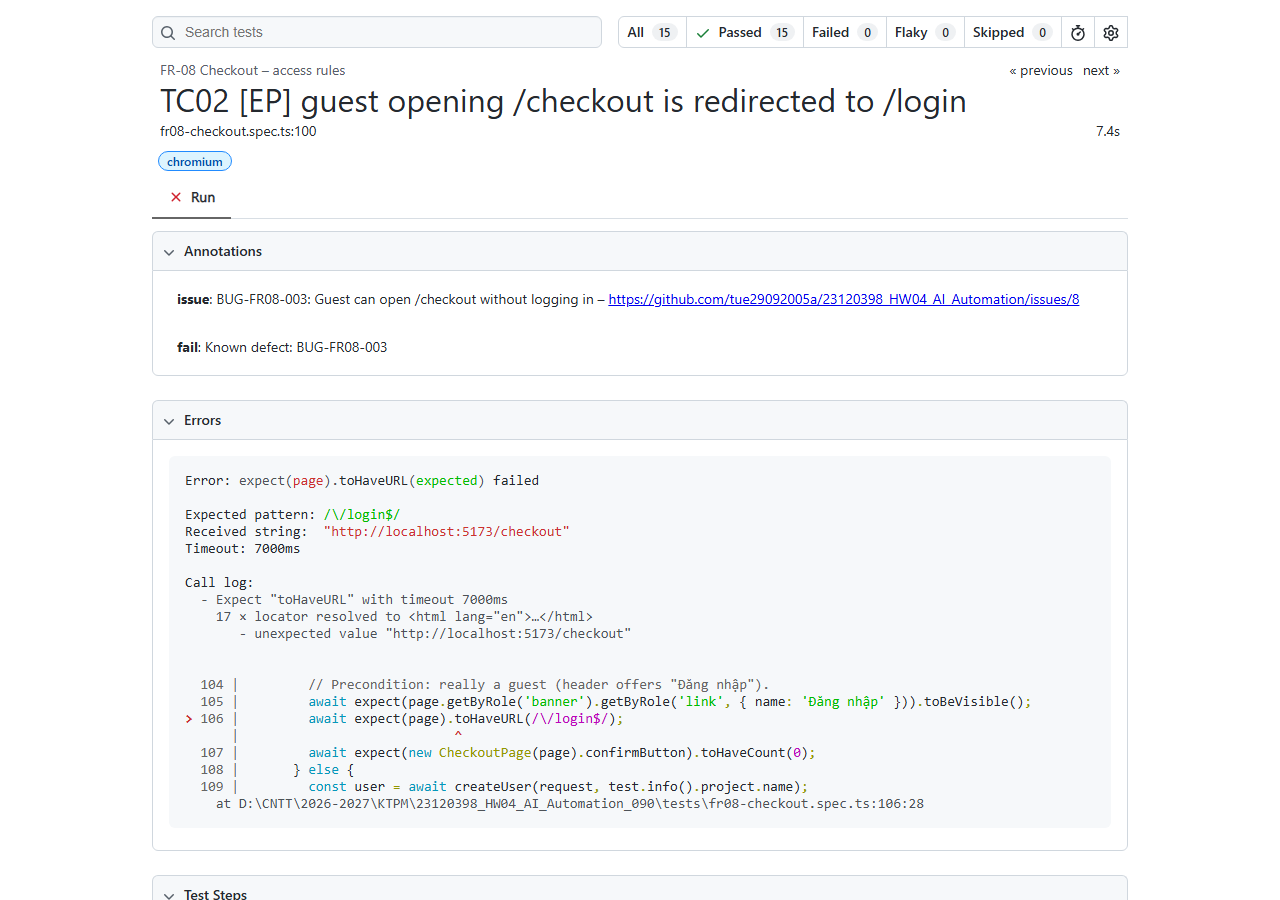 Search tests
All 15 Passed 15 Failed 0 Flaky 0 Skipped 0
FR-08 Checkout – access rules
« previous next »
TC02 [EP] guest opening /checkout is redirected to /login
fr08-checkout.spec.ts:100
7.4s
chromium
Run
Annotations
issue: BUG-FR08-003: Guest can open /checkout without logging in – https://github.com/tue29092005a/23120398_HW04_AI_Automation/issues/8
fail: Known defect: BUG-FR08-003
Errors
Error: expect(page).toHaveURL(expected) failed
Expected pattern: /\/login$/
Received string:  "http://localhost:5173/checkout"
Timeout: 7000ms
Call log:
  - Expect "toHaveURL" with timeout 7000ms
    17 × locator resolved to <html lang="en">…</html>
       - unexpected value "http://localhost:5173/checkout"
  104 |         // Precondition: really a guest (header offers "Đăng nhập").
  105 |         await expect(page.getByRole('banner').getByRole('link', { name: 'Đăng nhập' })).toBeVisible();
> 106 |         await expect(page).toHaveURL(/\/login$/);
      |                            ^
  107 |         await expect(new CheckoutPage(page).confirmButton).toHaveCount(0);
  108 |       } else {
  109 |         const user = await createUser(request, test.info().project.name);
    at D:\CNTT\2026-2027\KTPM\23120398_HW04_AI_Automation_090\tests\fr08-checkout.spec.ts:106:28
Test Steps